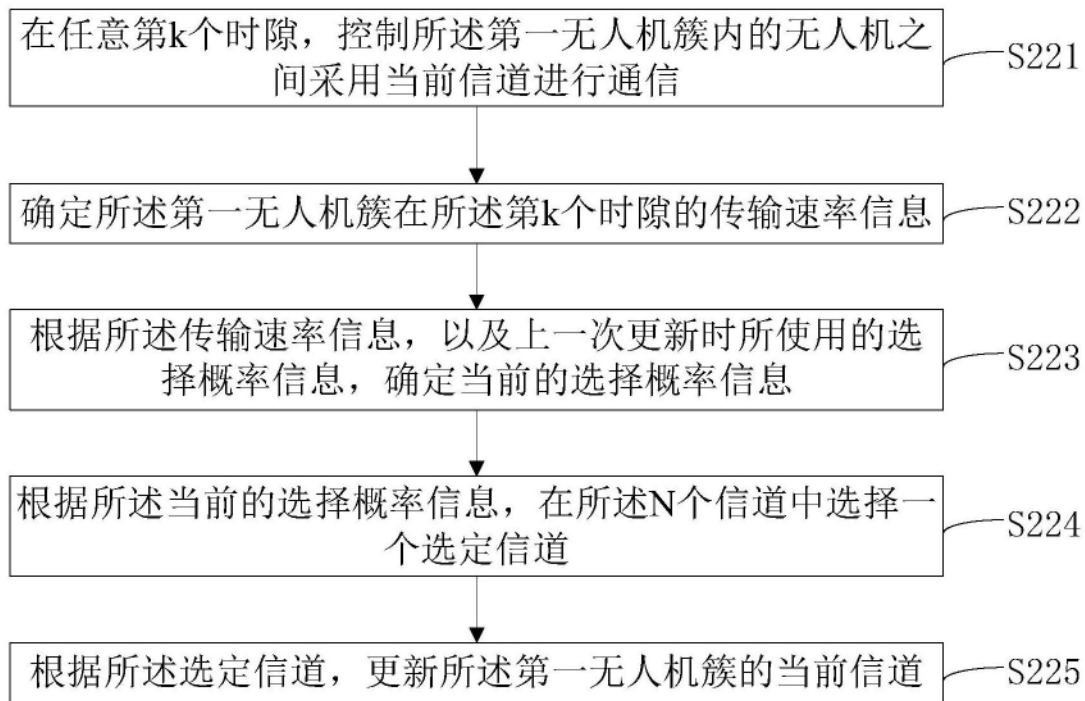 在任意第k个时隙，控制所述第一无人机簇内的无人机之
间采用当前信道进行通信
S221
确定所述第一无人机簇在所述第k个时隙的传输速率信息
S222
根据所述传输速率信息，以及上一次更新时所使用的选
择概率信息，确定当前的选择概率信息
S223
根据所述当前的选择概率信息，在所述N个信道中选择一
个选定信道
S224
根据所述选定信道，更新所述第一无人机簇的当前信道
S225